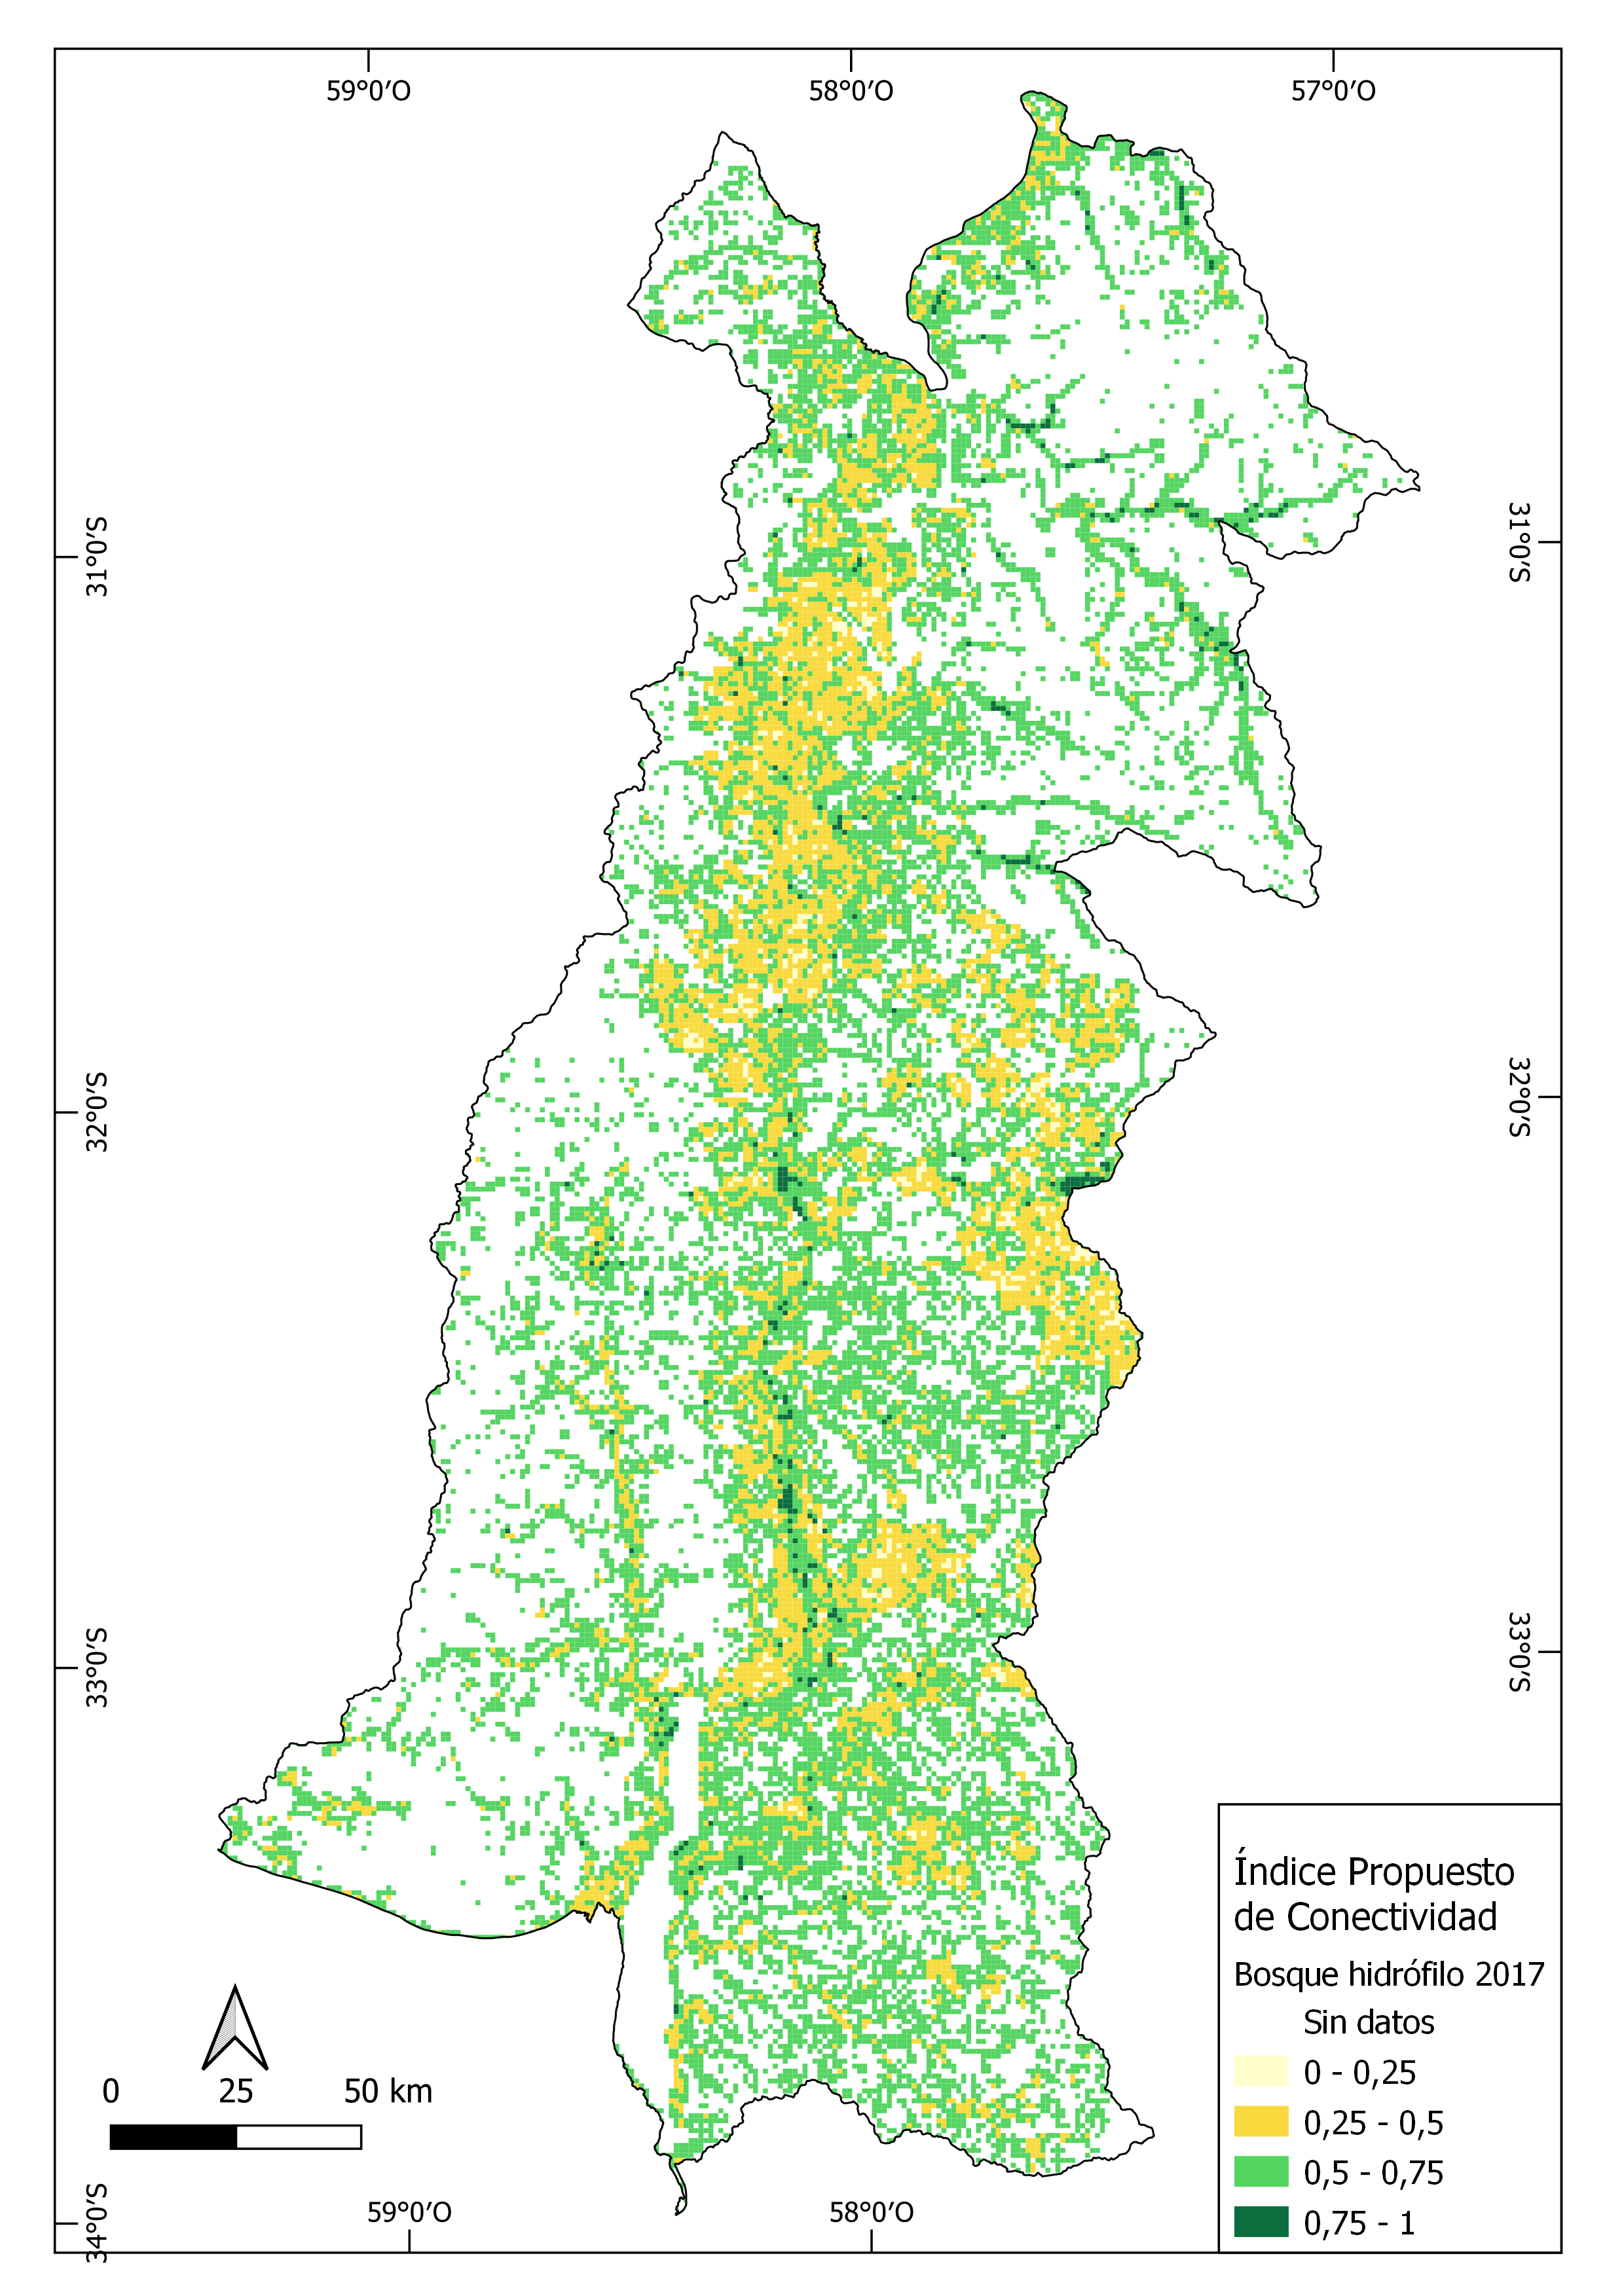 59°0′O
58°0′O
57°0′O
31°0′S
31°0′S
32°0′S
32°0′S
33°0′S
33°0′S
Índice Propuesto
de Conectividad
Bosque hidrófilo 2017
Sin datos
0 - 0,25
0,25 - 0,5
0,5 - 0,75
0,75 - 1
0 25 50 km
34°0′S
59°0′O
58°0′O